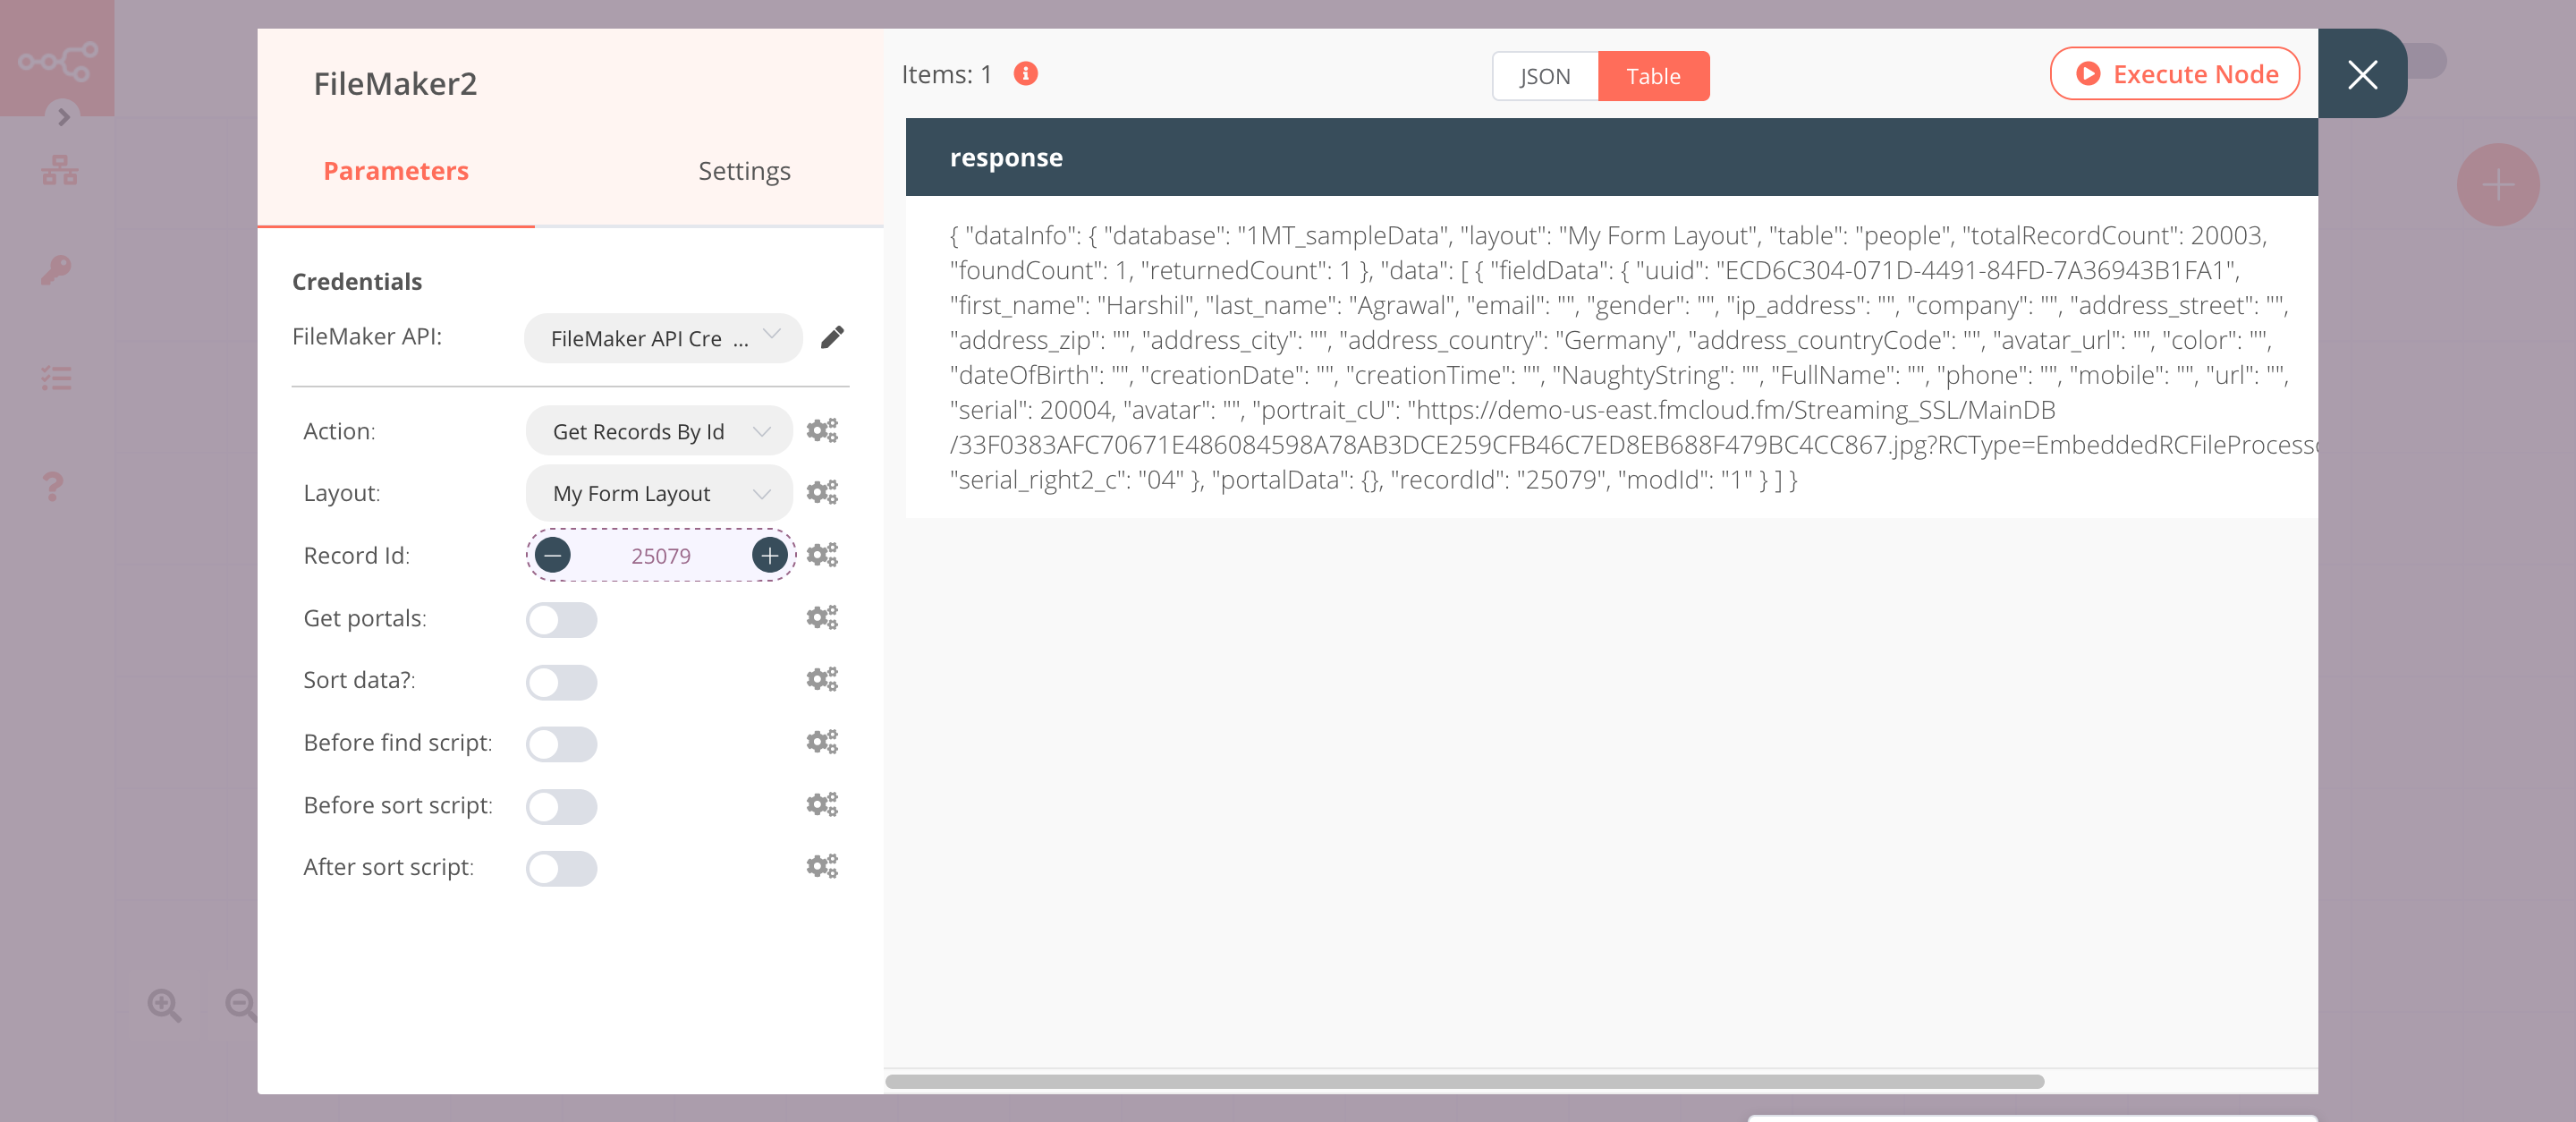 FileMaker2
Parameters
Settings
Credentials
FileMaker API:
FileMaker API Cre ...
Action:
Get Records By Id
Layout:
My Form Layout
Record Id:
25079
Get portals:
Sort data?:
Before find script:
Before sort script:
After sort script:
Items: 1
JSON
Table
Execute Node
response
{ "dataInfo": { "database": "1MT_sampleData", "layout": "My Form Layout", "table": "people", "totalRecordCount": 20003,
"foundCount": 1, "returnedCount": 1 }, "data": [ { "fieldData": { "uuid": "ECD6C304-071D-4491-84FD-7A36943B1FA1",
"first_name": "Harshil", "last_name": "Agrawal", "email": "", "gender": "", "ip_address": "", "company": "", "address_street": "",
"address_zip": "", "address_city": "", "address_country": "Germany", "address_countryCode": "", "avatar_url": "", "color": "",
"dateOfBirth": "", "creationDate": "", "creationTime": "", "NaughtyString": "", "FullName": "", "phone": "", "mobile": "", "url": "",
"serial": 20004, "avatar": "", "portrait_cU": "https://demo-us-east.fmcloud.fm/Streaming_SSL/MainDB
/33F0383AFC70671E486084598A78AB3DCE259CFB46C7ED8EB688F479BC4CC867.jpg?RCType=EmbeddedRCFileProcesso
"serial_right2_c": "04" }, "portalData": {}, "recordId": "25079", "modId": "1" } ] }